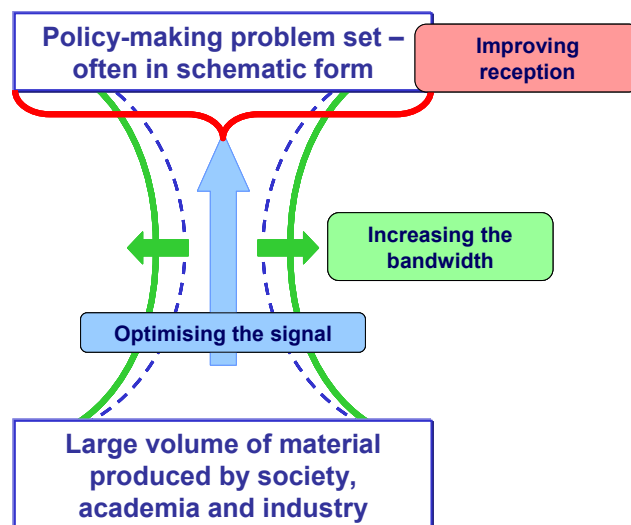 Policy-making problem set –
often in schematic form
Improving
reception
Increasing the
bandwidth
Optimising the signal
Large volume of material
produced by society,
academia and industry